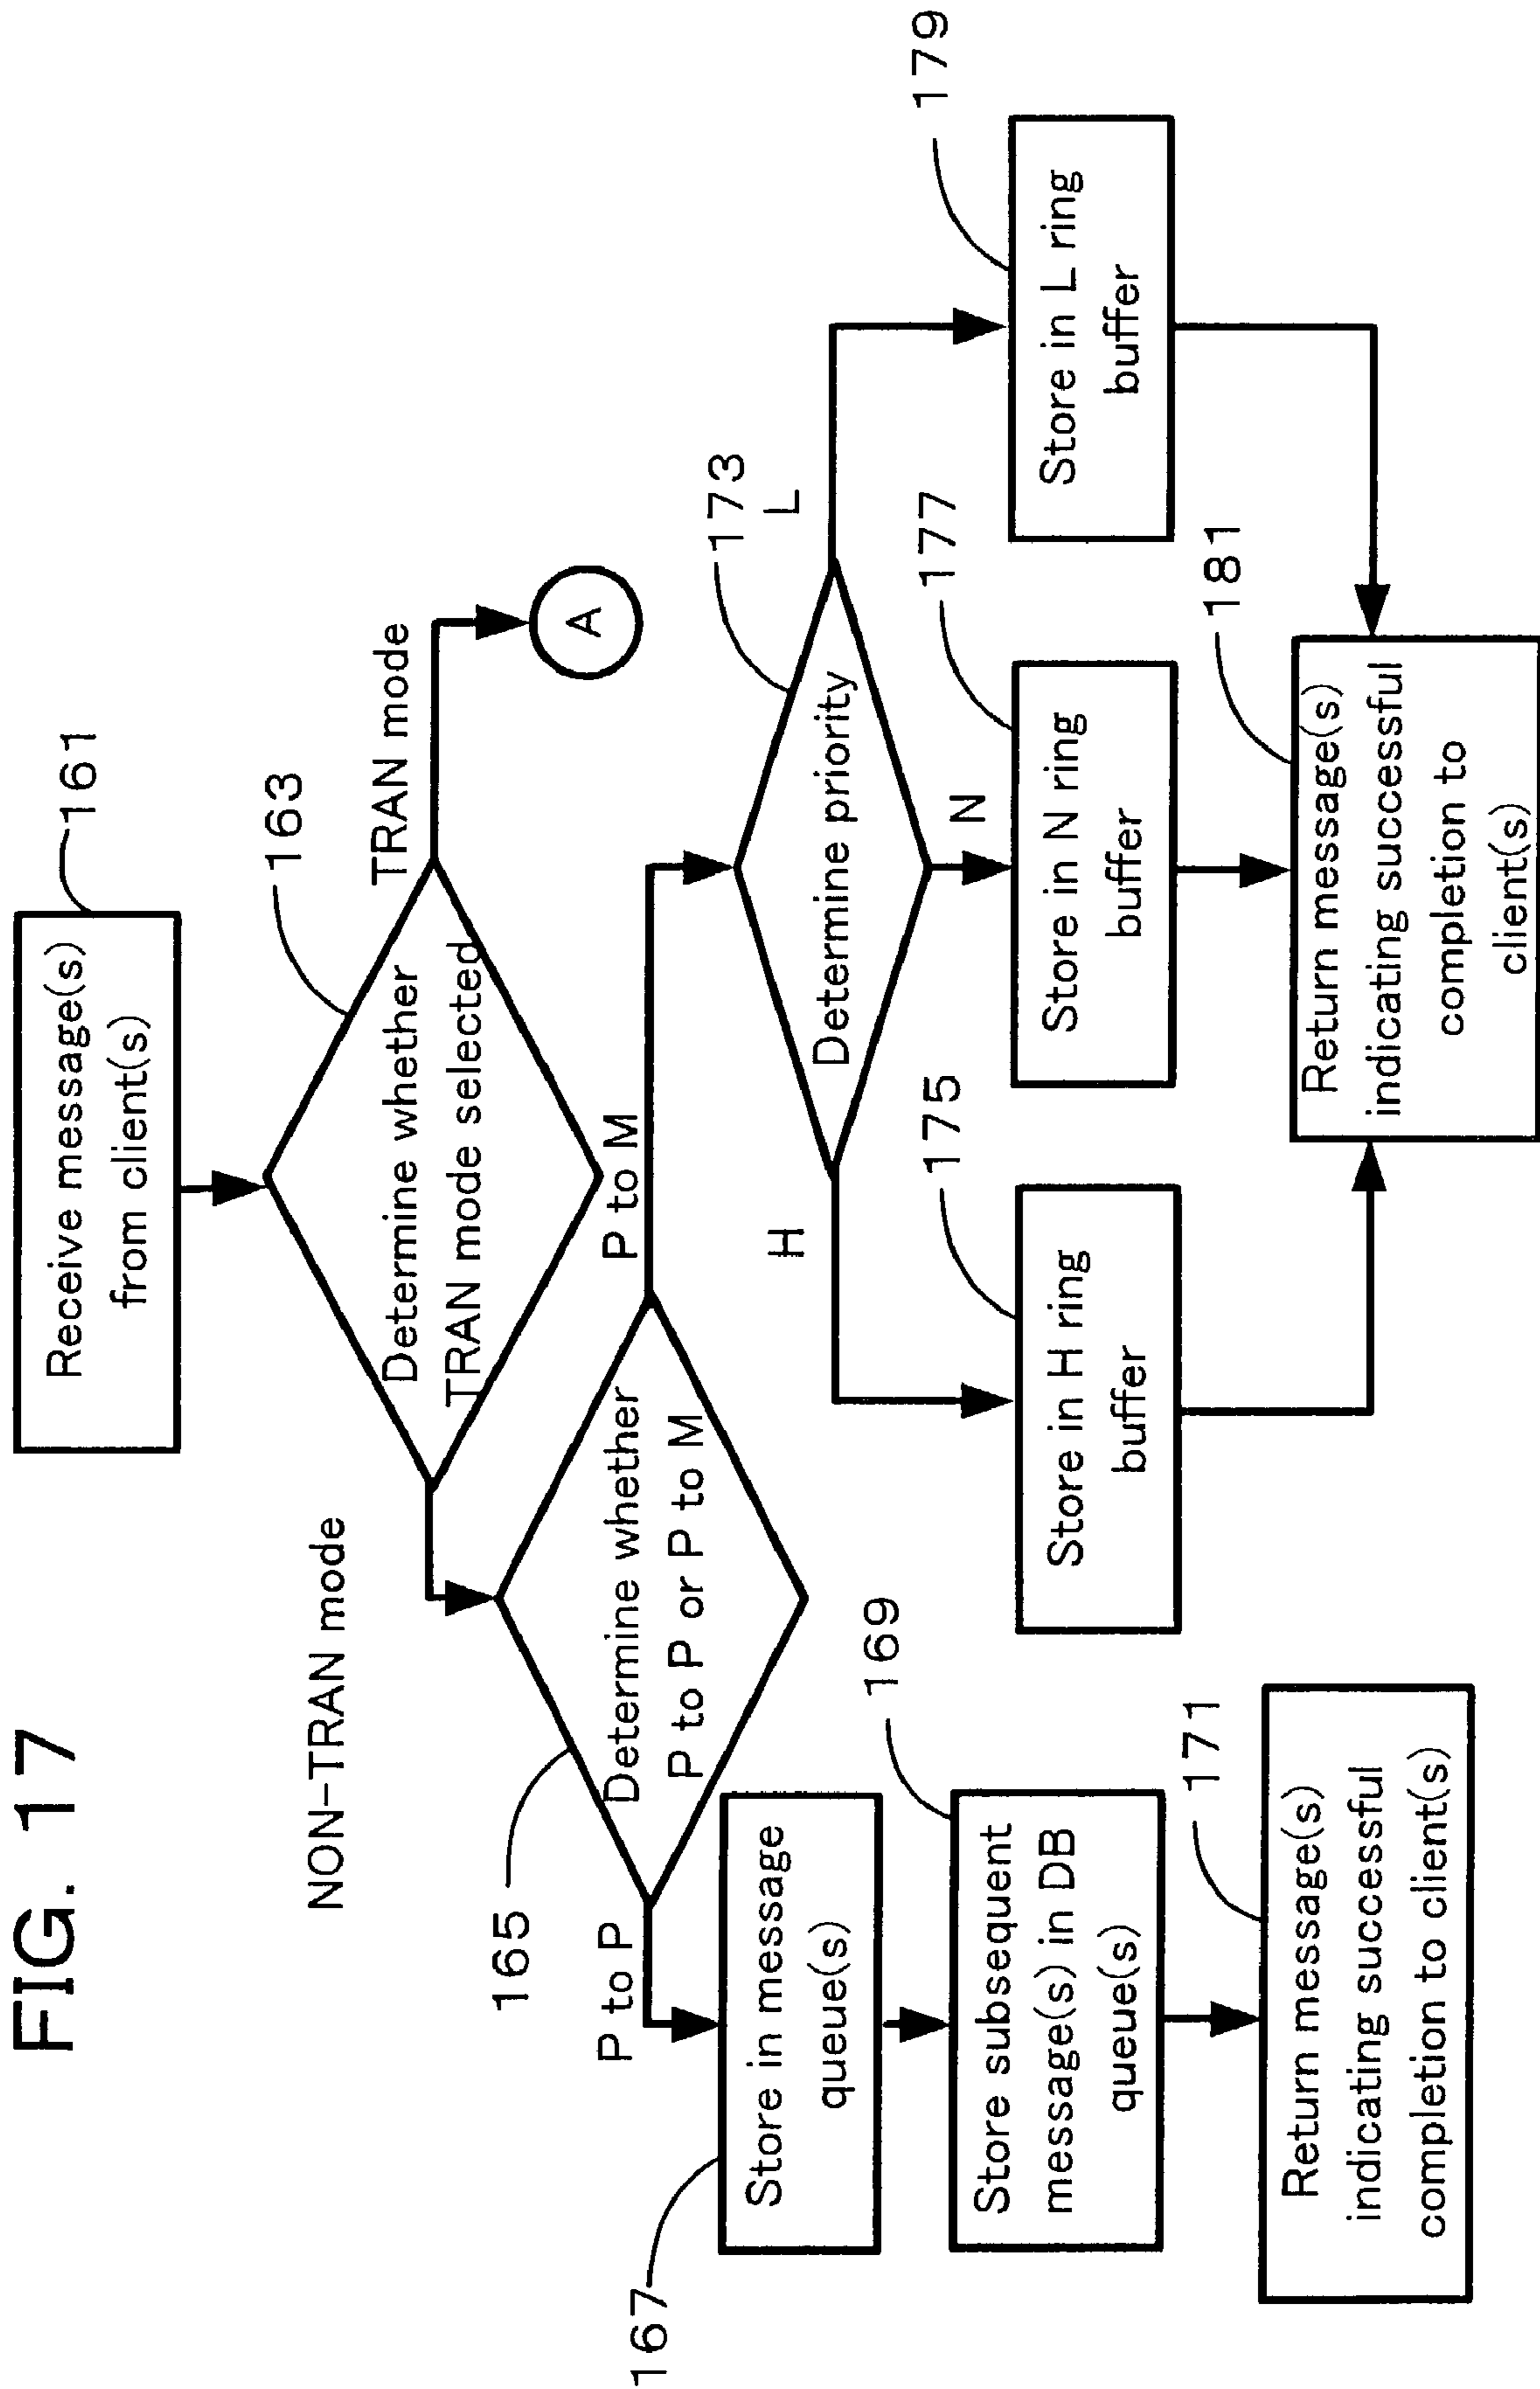 FIG. 17
Receive message(s)
from client(s)
161
163
Determine whether
TRAN mode selected
NON-TRAN mode
TRAN mode
A
165
Determine whether
P to P or P to M
P to P
P to M
167
Store in message
queue(s)
169
Store subsequent
message(s) in DB
queue(s)
171
Return message(s)
indicating successful
completion to client(s)
173
Determine priority
H
N
L
175
Store in H ring
buffer
177
Store in N ring
buffer
179
Store in L ring
buffer
181
Return message(s)
indicating successful
completion to
client(s)